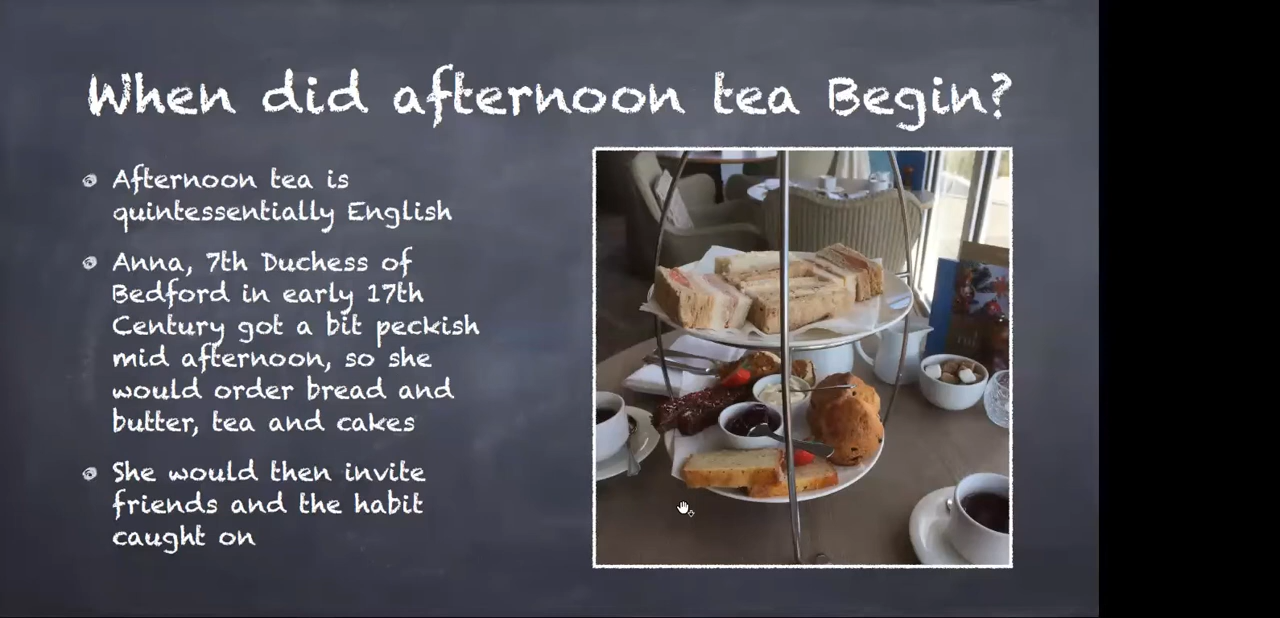 When did afternoon tea Begin?
Afternoon tea is
quintessentially English
Anna, 7th Duchess of
Bedford in early 17th
Century got a bit peckish
mid afternoon, so she
would order bread and
butter, tea and cakes
She would then invite
friends and the habit
caught on